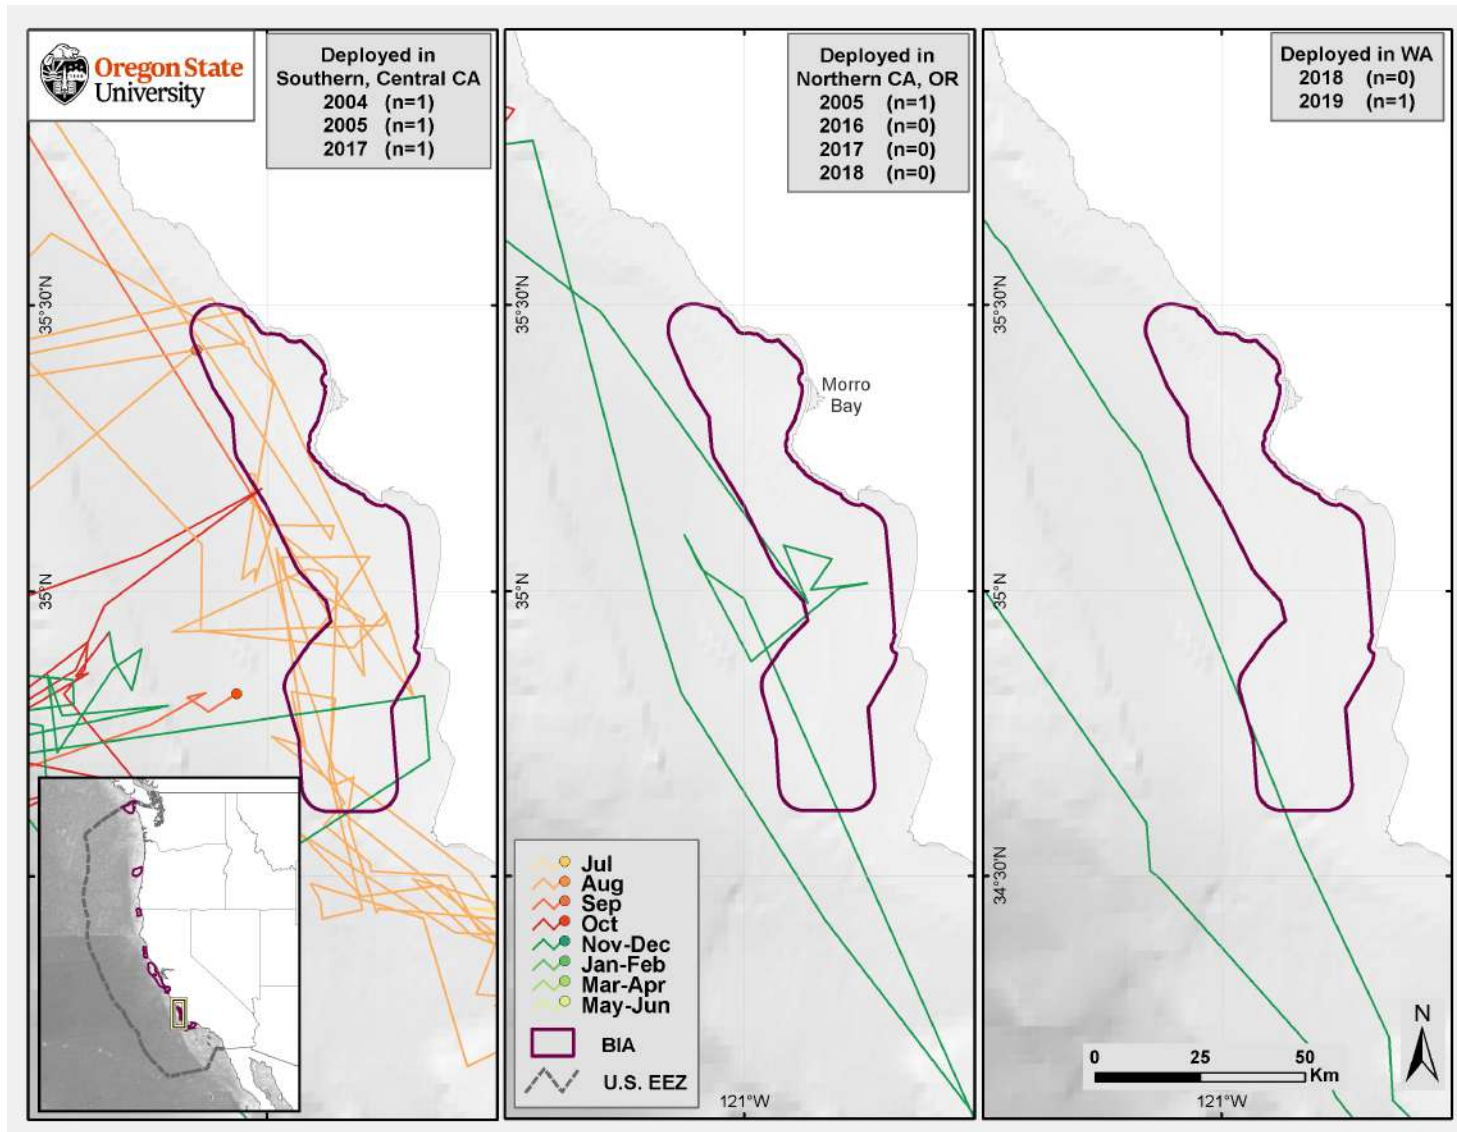 Oregon State
University
Deployed in
Southern, Central CA
2004 (n=1)
2005 (n=1)
2017 (n=1)
Deployed in
Northern CA, OR
2005 (n=1)
2016 (n=0)
2017 (n=0)
2018 (n=0)
Deployed in WA
2018 (n=0)
2019 (n=1)
35°30'N
35°N
35°30'N
35°N
Morro
Bay
35°30'N
35°N
34°30'N
Jul
Aug
Sep
Oct
Nov-Dec
Jan-Feb
Mar-Apr
May-Jun
BIA
U.S. EEZ
121°W
N
0 25 50
Km
121°W